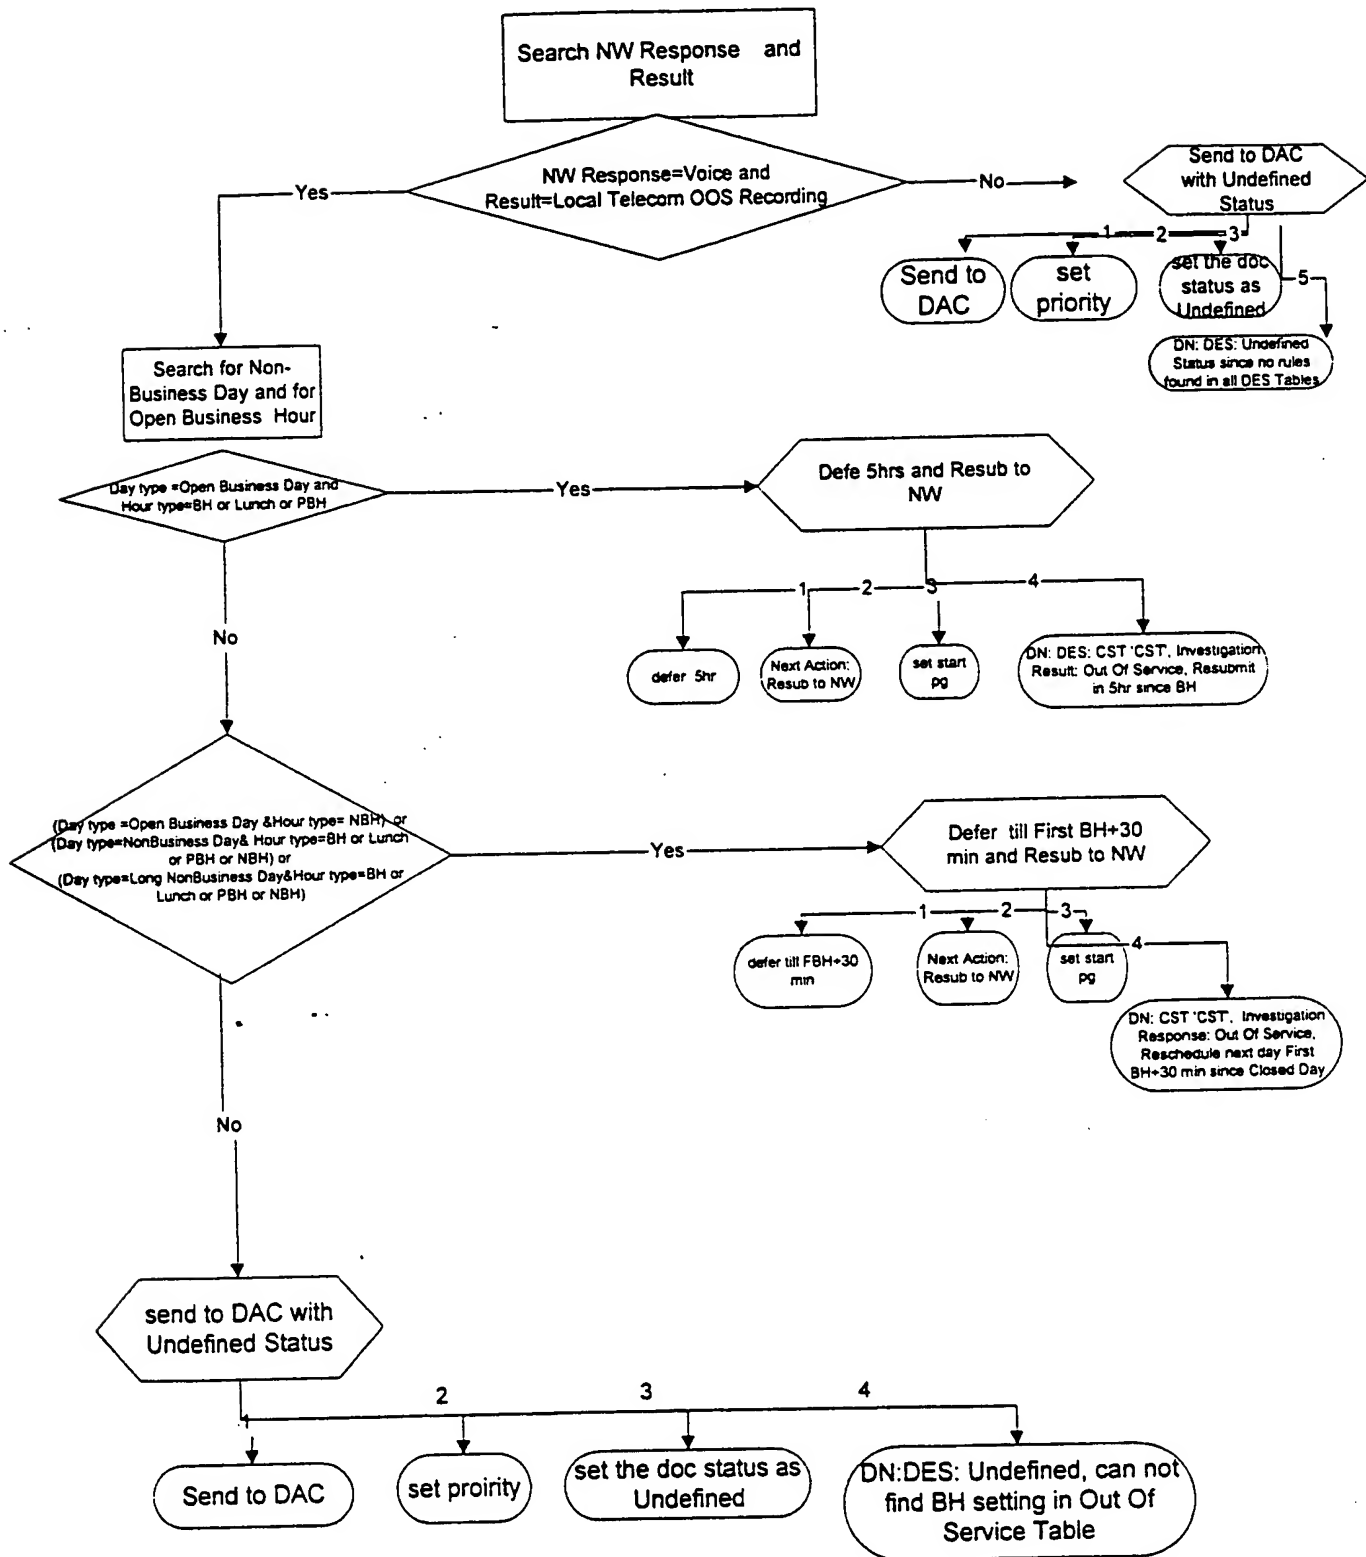 Search NW Response and
Result
NW Response=Voice and
Result=Local Telecom OOS Recording
Yes
No
Send to DAC
with Undefined
Status
1
2
3
Send to
DAC
set
priority
set the doc
status as
Undefined
5
DN: DES: Undefined
Status since no rules
found in all DES Tables
Search for Non-
Business Day and for
Open Business Hour
Day type =Open Business Day and
Hour type=BH or Lunch or PBH
Yes
Defe 5hrs and Resub to
NW
1
2
3
4
defer 5hr
Next Action:
Resub to NW
set start
pg
DN: DES: CST 'CST', Investigation
Result: Out Of Service, Resubmit
in 5hr since BH
No
(Day type =Open Business Day &Hour type= NBH) or
(Day type=NonBusiness Day& Hour type=BH or Lunch
or PBH or NBH) or
(Day type=Long NonBusiness Day&Hour type=BH or
Lunch or PBH or NBH)
Yes
Defer till First BH+30
min and Resub to NW
1
2
3
4
defer till FBH+30
min
Next Action:
Resub to NW
set start
pg
DN: CST 'CST', Investigation
Response: Out Of Service,
Reschedule next day First
BH+30 min since Closed Day
No
send to DAC with
Undefined Status
1
2
3
4
Send to DAC
set proirity
set the doc status as
Undefined
DN:DES: Undefined, can not
find BH setting in Out Of
Service Table